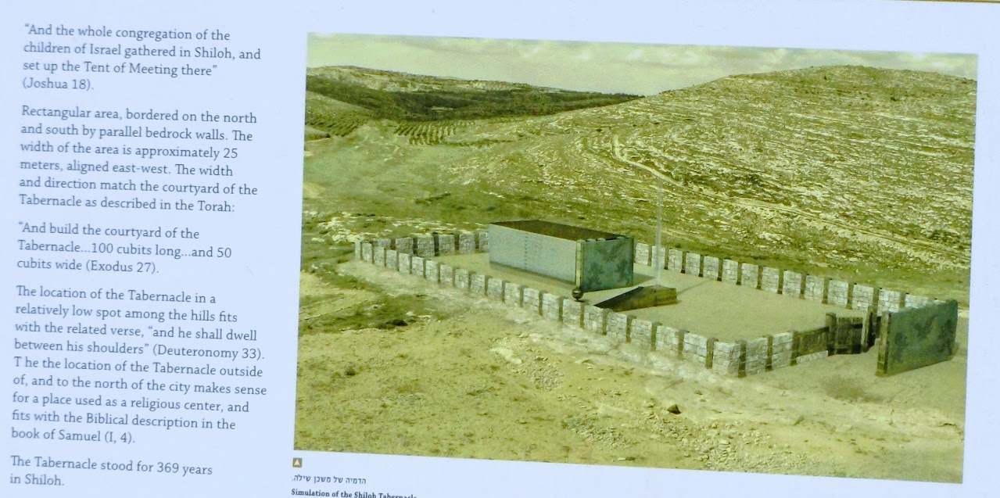 “And the whole congregation of the
children of Israel gathered in Shiloh, and
set up the Tent of Meeting there”
(Joshua 18).
Rectangular area, bordered on the north
and south by parallel bedrock walls. The
width of the area is approximately 25
meters, aligned east-west. The width
and direction match the courtyard of the
Tabernacle as described in the Torah:
“And build the courtyard of the
Tabernacle...100 cubits long...and 50
cubits wide (Exodus 27).
The location of the Tabernacle in a
relatively low spot among the hills fits
with the related verse, “and he shall dwell
between his shoulders” (Deuteronomy 33).
T he the location of the Tabernacle outside
of, and to the north of the city makes sense
for a place used as a religious center, and
fits with the Biblical description in the
book of Samuel (I, 4).
The Tabernacle stood for 369 years
in Shiloh.
הדמיה של משכן שילה.
Simulation of the Shiloh Tabernacle